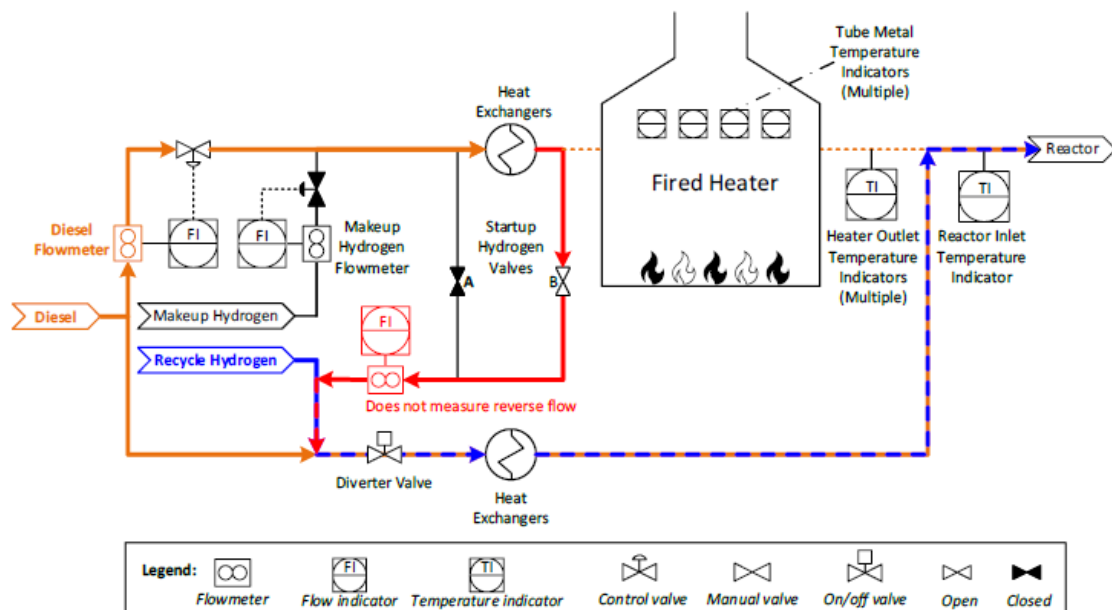 Tube Metal
Temperature
Indicators
(Multiple)
Heat
Exchangers
Reactor
Fired Heater
TI
TI
Diesel
Flowmeter
FI
FI
Makeup
Hydrogen
Flowmeter
Startup
Hydrogen
Valves
Heater Outlet
Temperature
Indicators
(Multiple)
Reactor Inlet
Temperature
Indicator
A
B
Diesel
Makeup Hydrogen
FI
Recycle Hydrogen
Does not measure reverse flow
Diverter Valve
Heat
Exchangers
Legend:
FI
TI
Flowmeter
Flow indicator
Temperature indicator
Control valve
Manual valve
On/off valve
Open
Closed